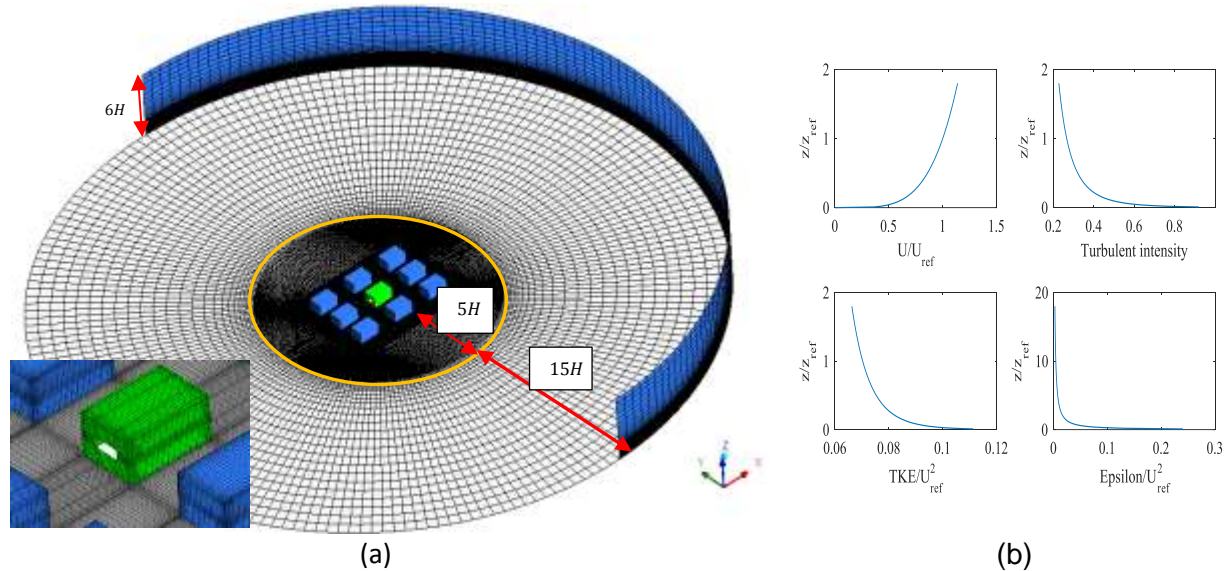 6H
5H
15H
Z
Y
X
(a)
2
1
0
0
0.5
1
1.5
z/z_ref
U/U_ref
2
1
0
0.2
0.4
0.6
0.8
z/z_ref
Turbulent intensity
2
1
0
0.06
0.08
0.1
0.12
z/z_ref
TKE/U²_ref
20
10
0
0
0.1
0.2
0.3
z/z_ref
Epsilon/U²_ref
(b)